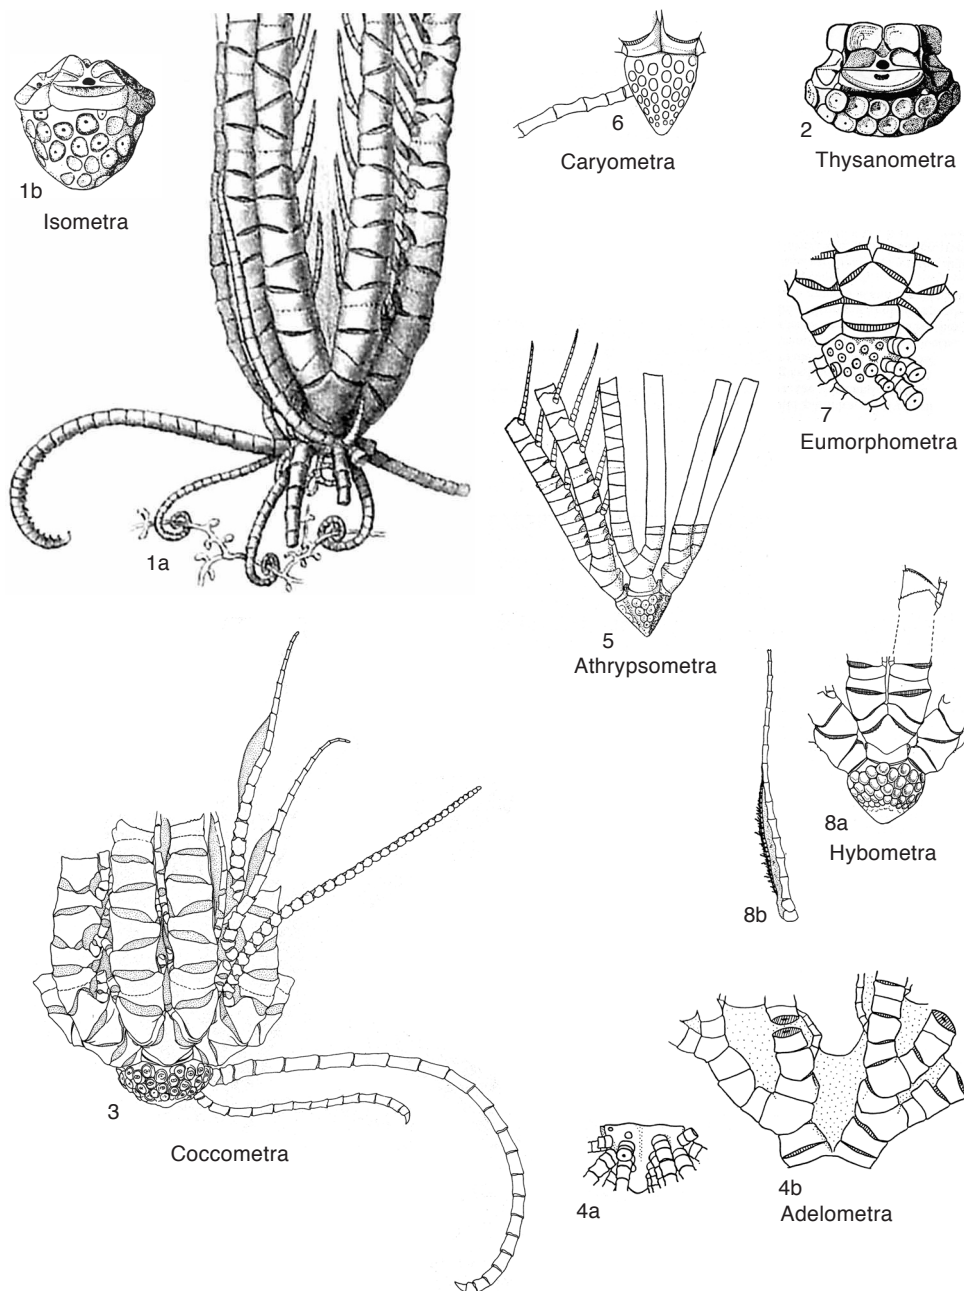 1b
Isometra
1a
6
Caryometra
2
Thysanometra
7
Eumorphometra
5
Athrypsometra
8a
Hybometra
8b
3
Coccometra
4a
4b
Adelometra